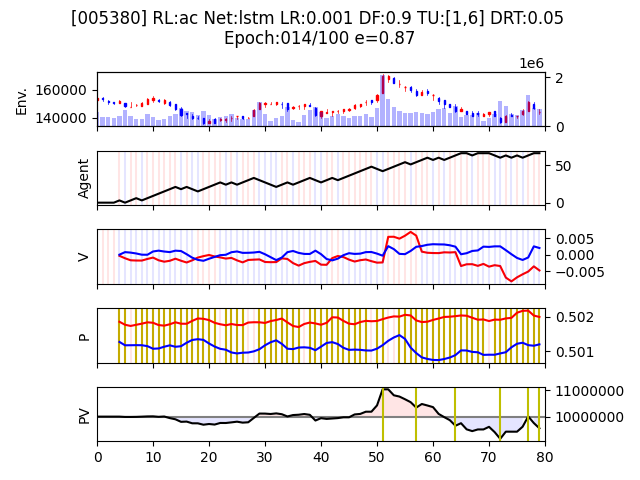 [005380] RL:ac Net:lstm LR:0.001 DF:0.9 TU:[1,6] DRT:0.05
Epoch:014/100 e=0.87
1e6
Env.
160000
140000
2
0
Agent
50
0
V
0.005
0.000
−0.005
P
0.502
0.501
PV
11000000
10000000
0 10 20 30 40 50 60 70 80